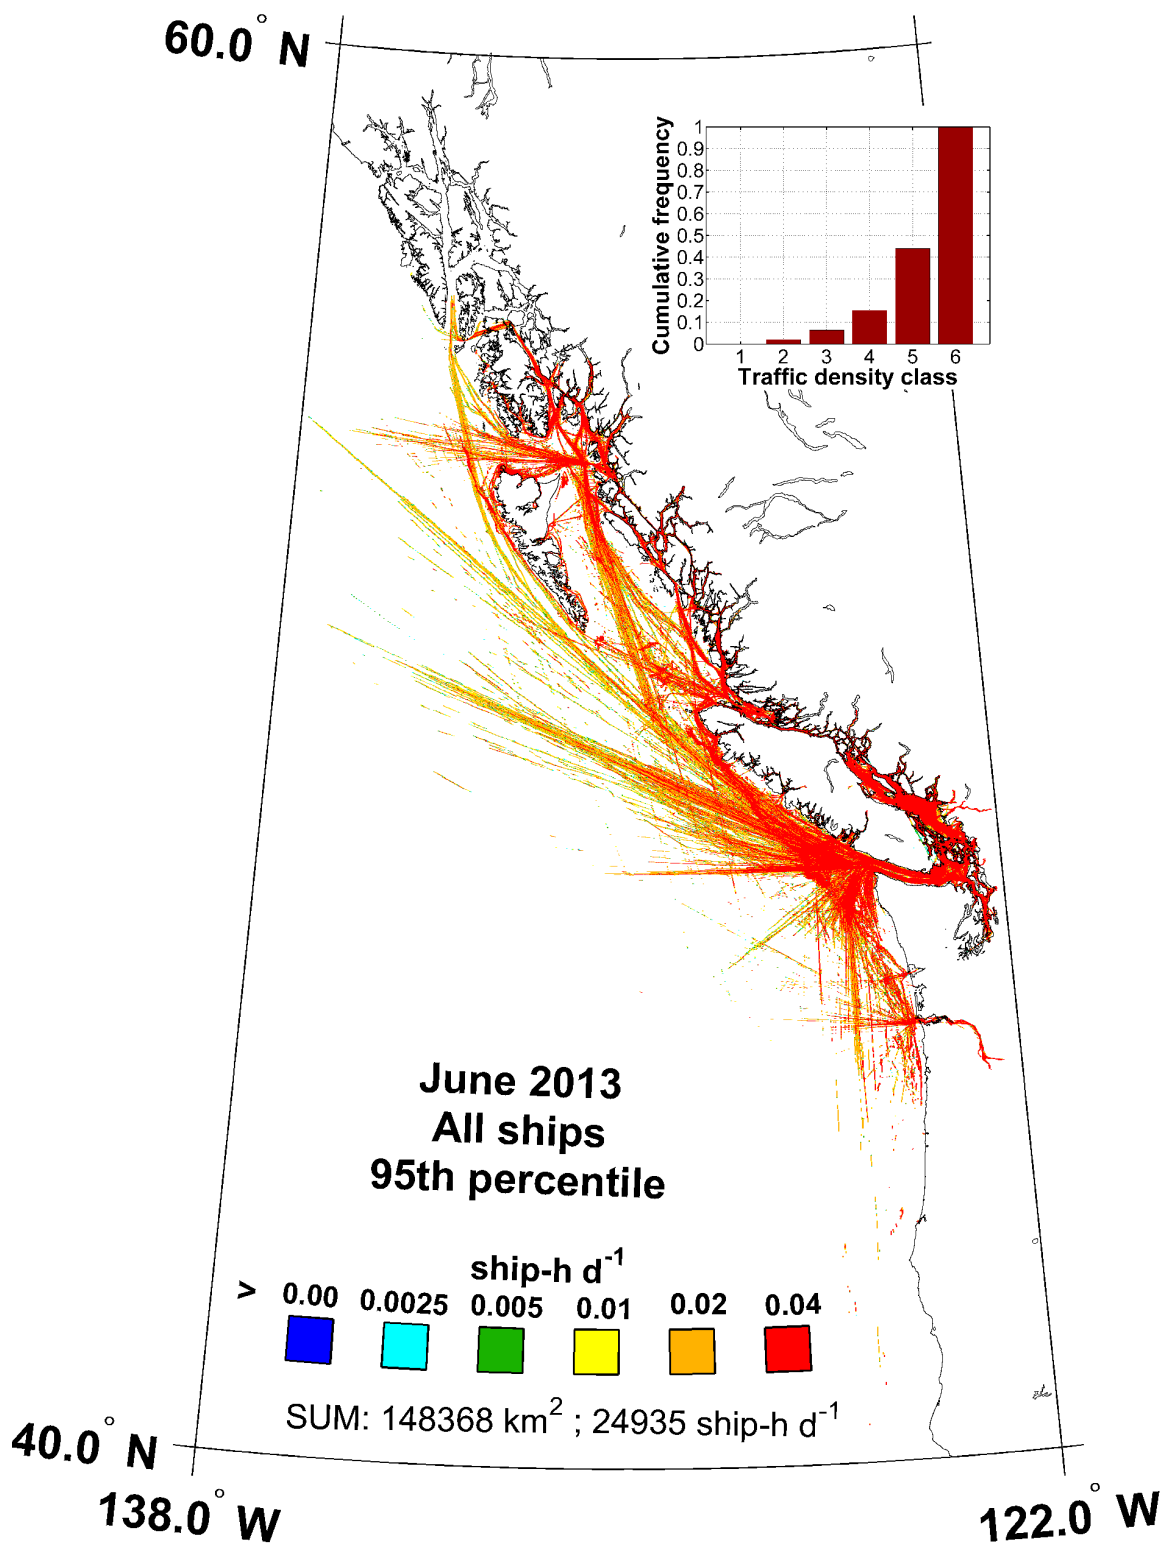 60.0° N
Cumulative frequency
1
0.9
0.8
0.7
0.6
0.5
0.4
0.3
0.2
0.1
0
1 2 3 4 5 6
Traffic density class
June 2013
All ships
95th percentile
ship-h d⁻¹
> 0.00 0.0025 0.005 0.01 0.02 0.04
SUM: 148368 km² ; 24935 ship-h d⁻¹
40.0° N
138.0° W
122.0° W